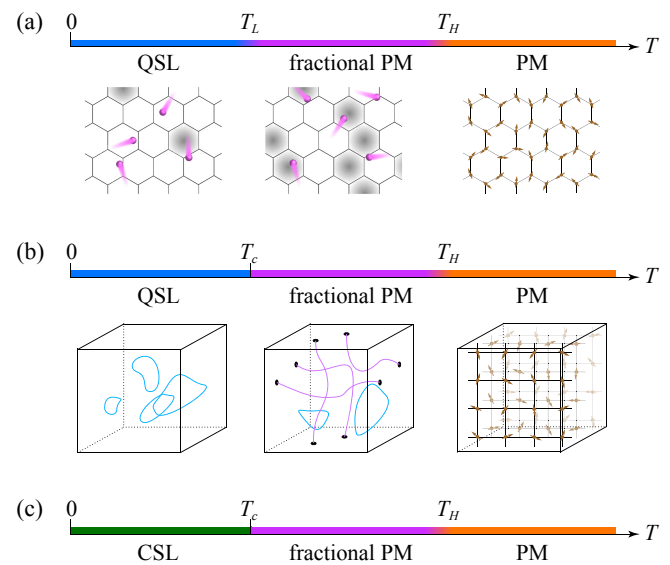 (a) 0 T_L T_H T
QSL fractional PM PM
(b) 0 T_c T_H T
QSL fractional PM PM
(c) 0 T_c T_H T
CSL fractional PM PM